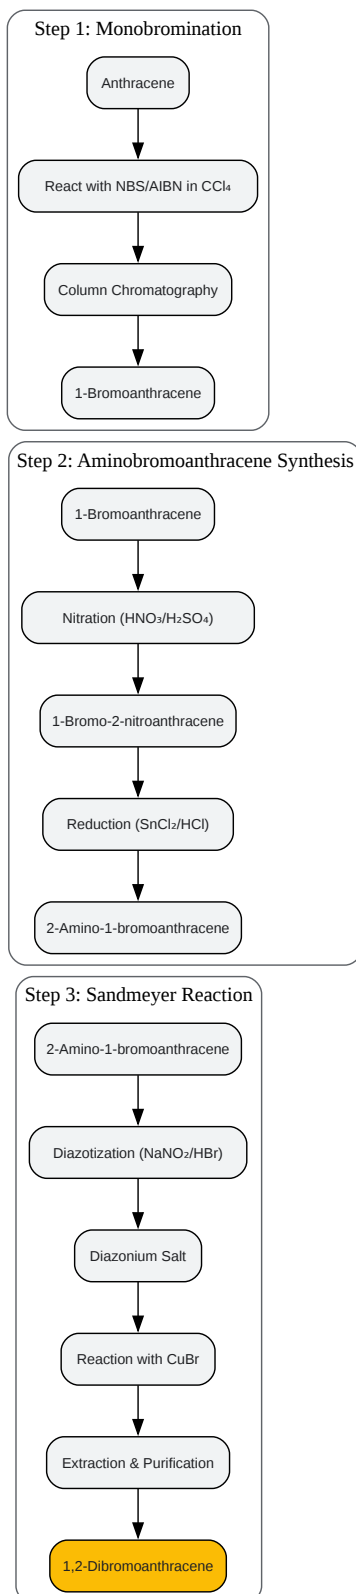 Step 1: Monobromination
Anthracene
React with NBS/AIBN in CCl₄
Column Chromatography
1-Bromoanthracene
Step 2: Aminobromoanthracene Synthesis
1-Bromoanthracene
Nitration (HNO₃/H₂SO₄)
1-Bromo-2-nitroanthracene
Reduction (SnCl₂/HCl)
2-Amino-1-bromoanthracene
Step 3: Sandmeyer Reaction
2-Amino-1-bromoanthracene
Diazotization (NaNO₂/HBr)
Diazonium Salt
Reaction with CuBr
Extraction & Purification
1,2-Dibromoanthracene